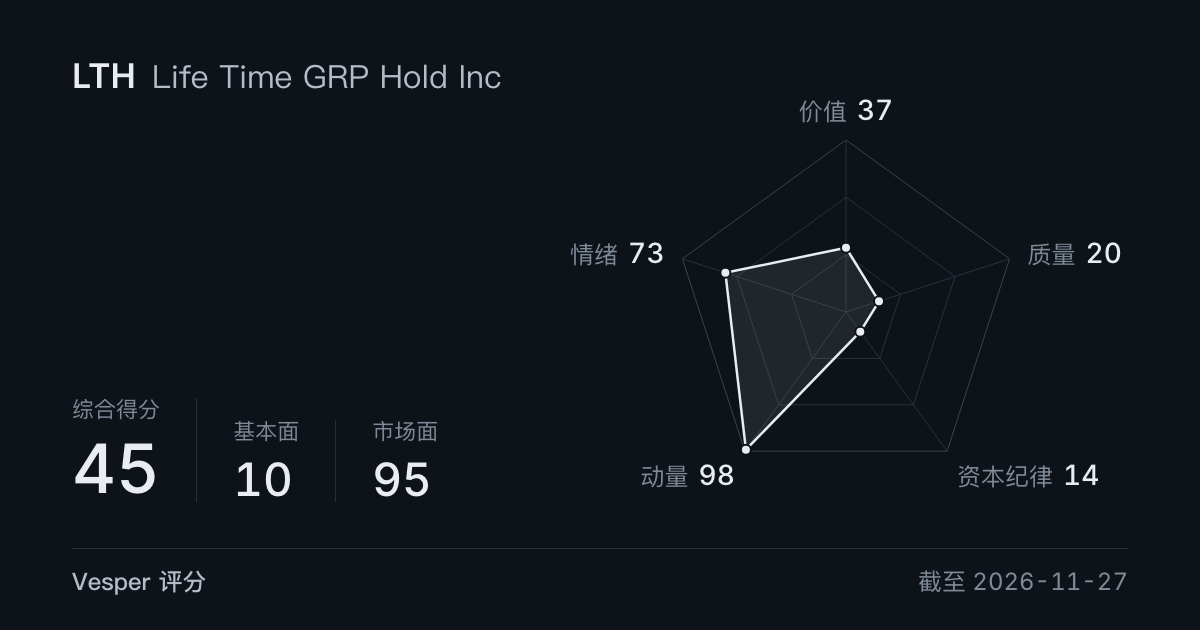 LTH Life Time GRP Hold Inc
价值 37
情绪 73
质量 20
动量 98
资本纪律 14
综合得分
45
基本面
10
市场面
95
Vesper 评分
截至 2026-11-27